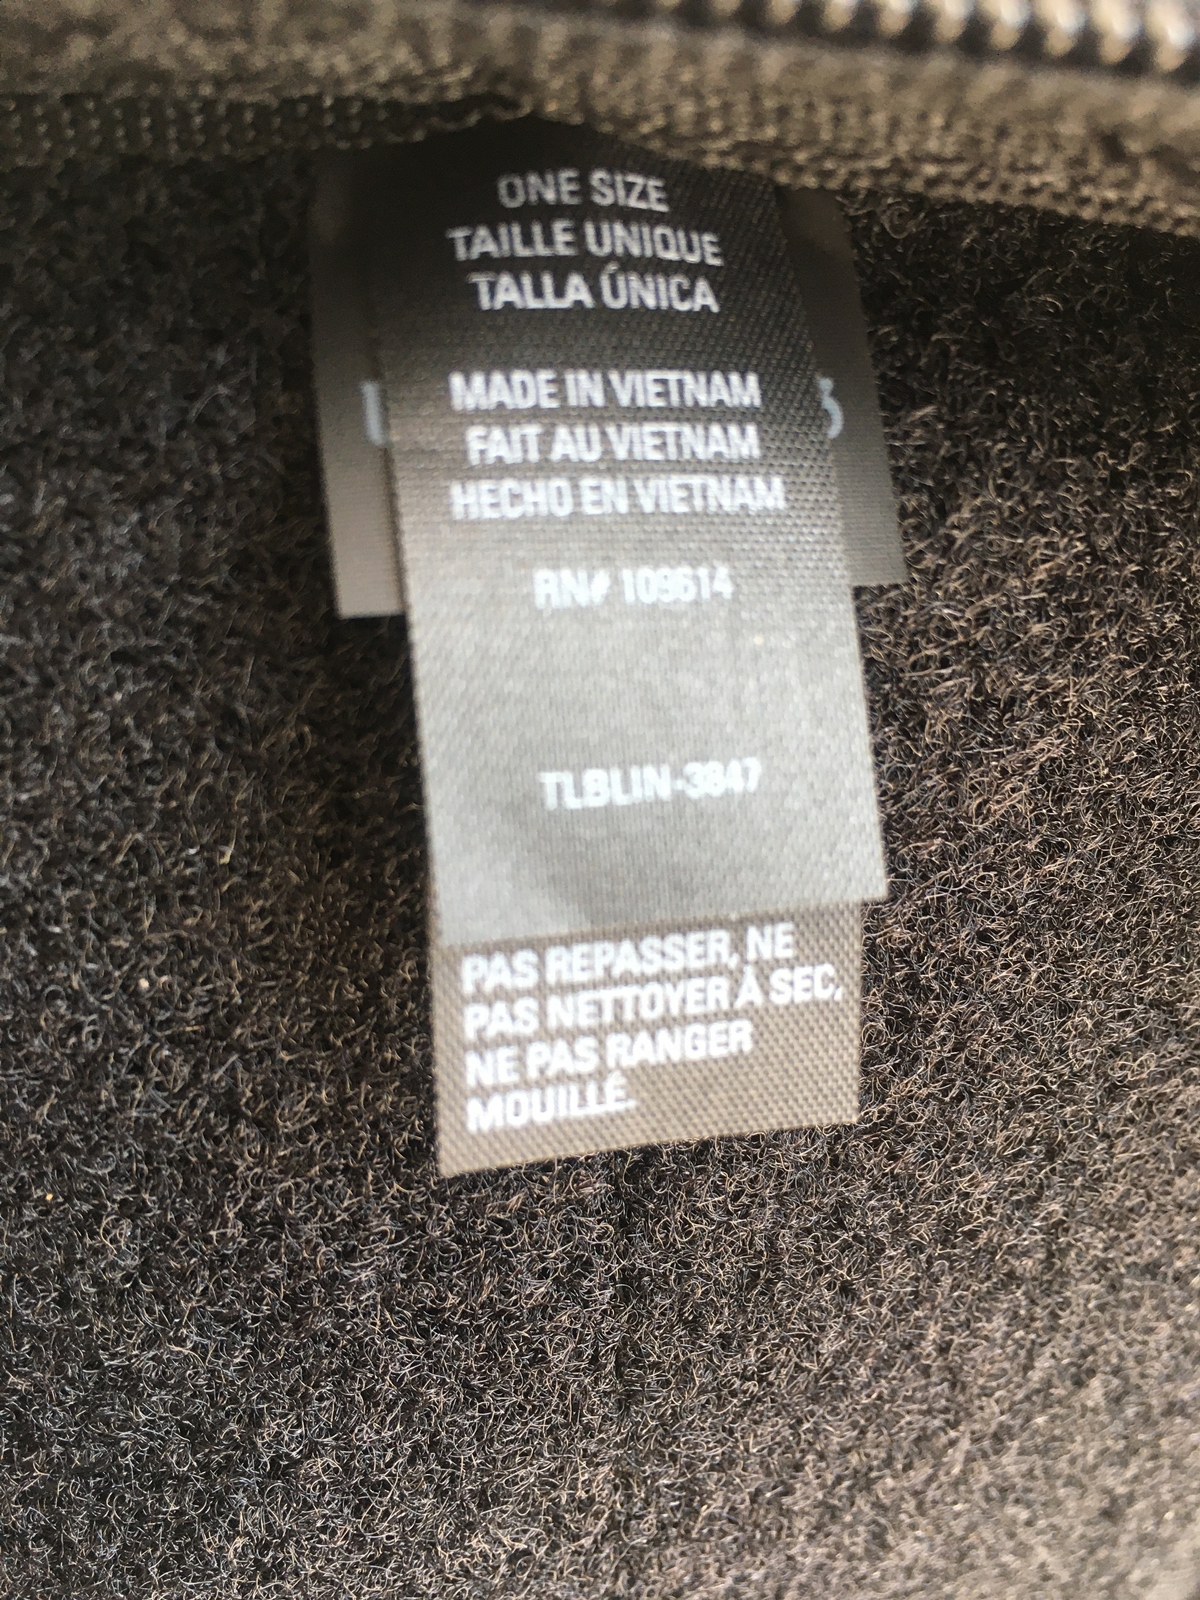 ONE SIZE
TAILLE UNIQUE
TALLA ÚNICA
MADE IN VIETNAM
FAIT AU VIETNAM
HECHO EN VIETNAM
RN# 109614
TLBLIN-3847
PAS REPASSER, NE
PAS NETTOYER À SEC,
NE PAS RANGER
MOUILLÉ.